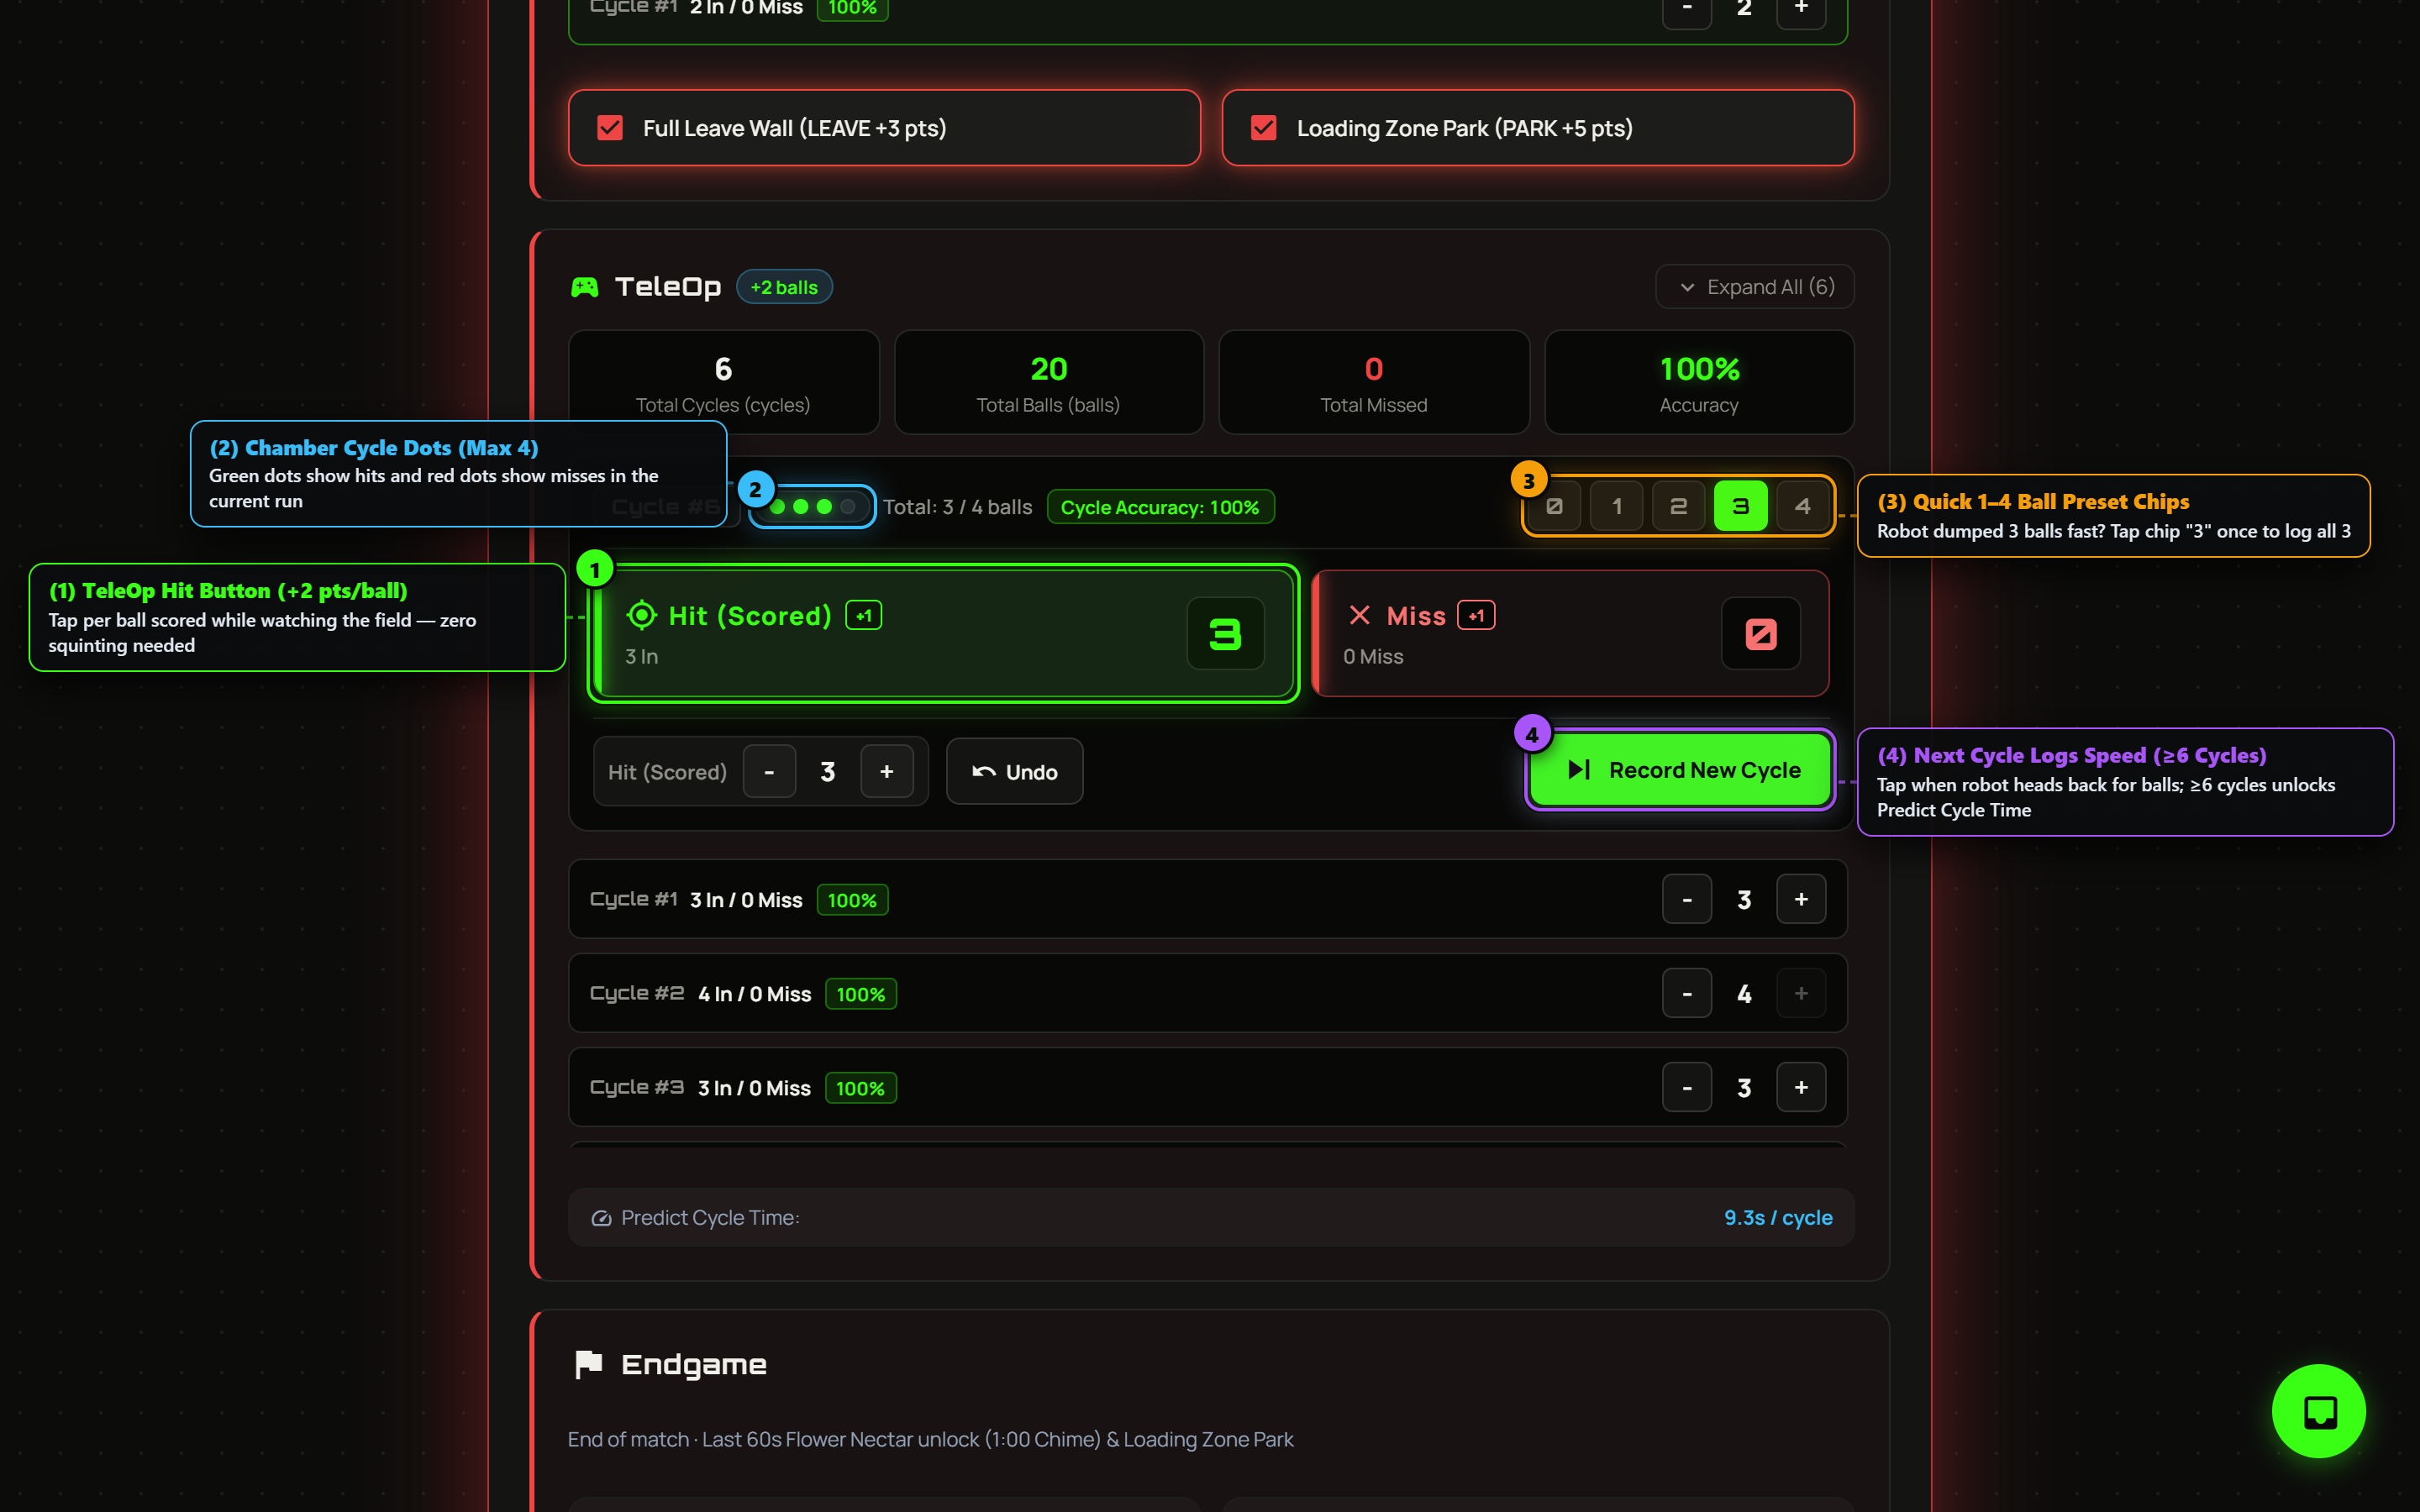 Cycle #1 2 In / 0 Miss 100% - 2 +
Full Leave Wall (LEAVE +3 pts)
Loading Zone Park (PARK +5 pts)
TeleOp +2 balls
Expand All (6)
6
Total Cycles (cycles)
20
Total Balls (balls)
0
Total Missed
100%
Accuracy
(2) Chamber Cycle Dots (Max 4)
Green dots show hits and red dots show misses in the
current run
Cycle #6
2
Total: 3 / 4 balls
Cycle Accuracy: 100%
3
0 1 2 3 4
(3) Quick 1–4 Ball Preset Chips
Robot dumped 3 balls fast? Tap chip "3" once to log all 3
(1) TeleOp Hit Button (+2 pts/ball)
Tap per ball scored while watching the field — zero
squinting needed
1
Hit (Scored) +1
3 In
3
Miss +1
0 Miss
0
Hit (Scored) - 3 +
Undo
4
Record New Cycle
(4) Next Cycle Logs Speed (≥6 Cycles)
Tap when robot heads back for balls; ≥6 cycles unlocks
Predict Cycle Time
Cycle #1 3 In / 0 Miss 100% - 3 +
Cycle #2 4 In / 0 Miss 100% - 4 +
Cycle #3 3 In / 0 Miss 100% - 3 +
Predict Cycle Time: 9.3s / cycle
Endgame
End of match · Last 60s Flower Nectar unlock (1:00 Chime) & Loading Zone Park